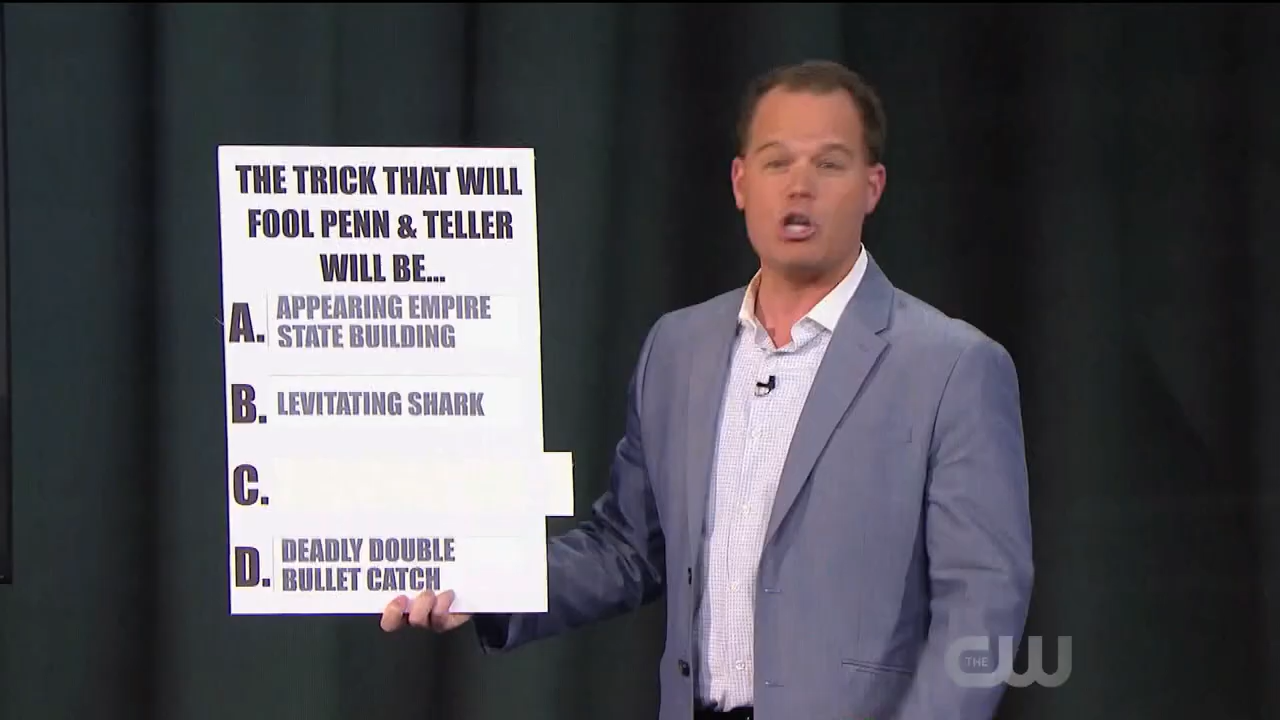 THE TRICK THAT WILL
FOOL PENN & TELLER
WILL BE...
A. APPEARING EMPIRE
STATE BUILDING
B. LEVITATING SHARK
C.
D. DEADLY DOUBLE
BULLET CATCH
THE CW